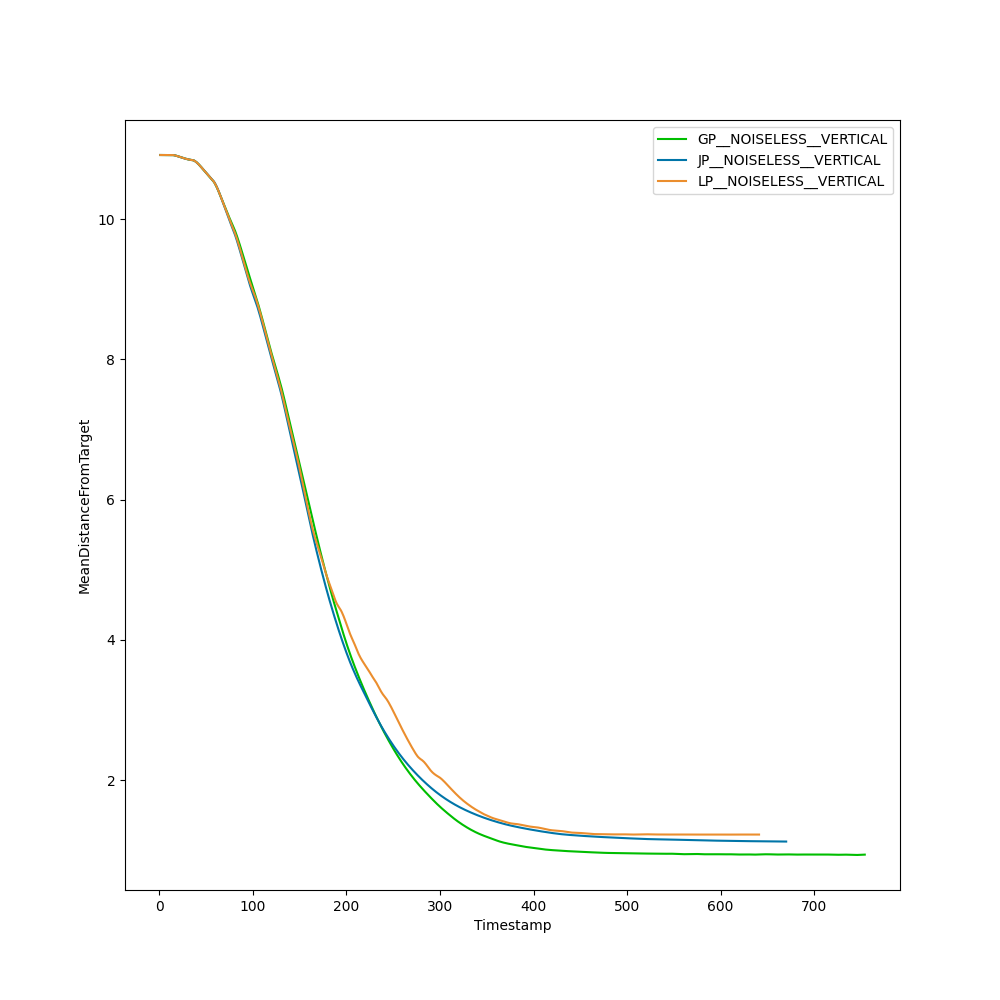 GP__NOISELESS__VERTICAL
JP__NOISELESS__VERTICAL
LP__NOISELESS__VERTICAL
10
8
6
4
2
MeanDistanceFromTarget
0 100 200 300 400 500 600 700
Timestamp